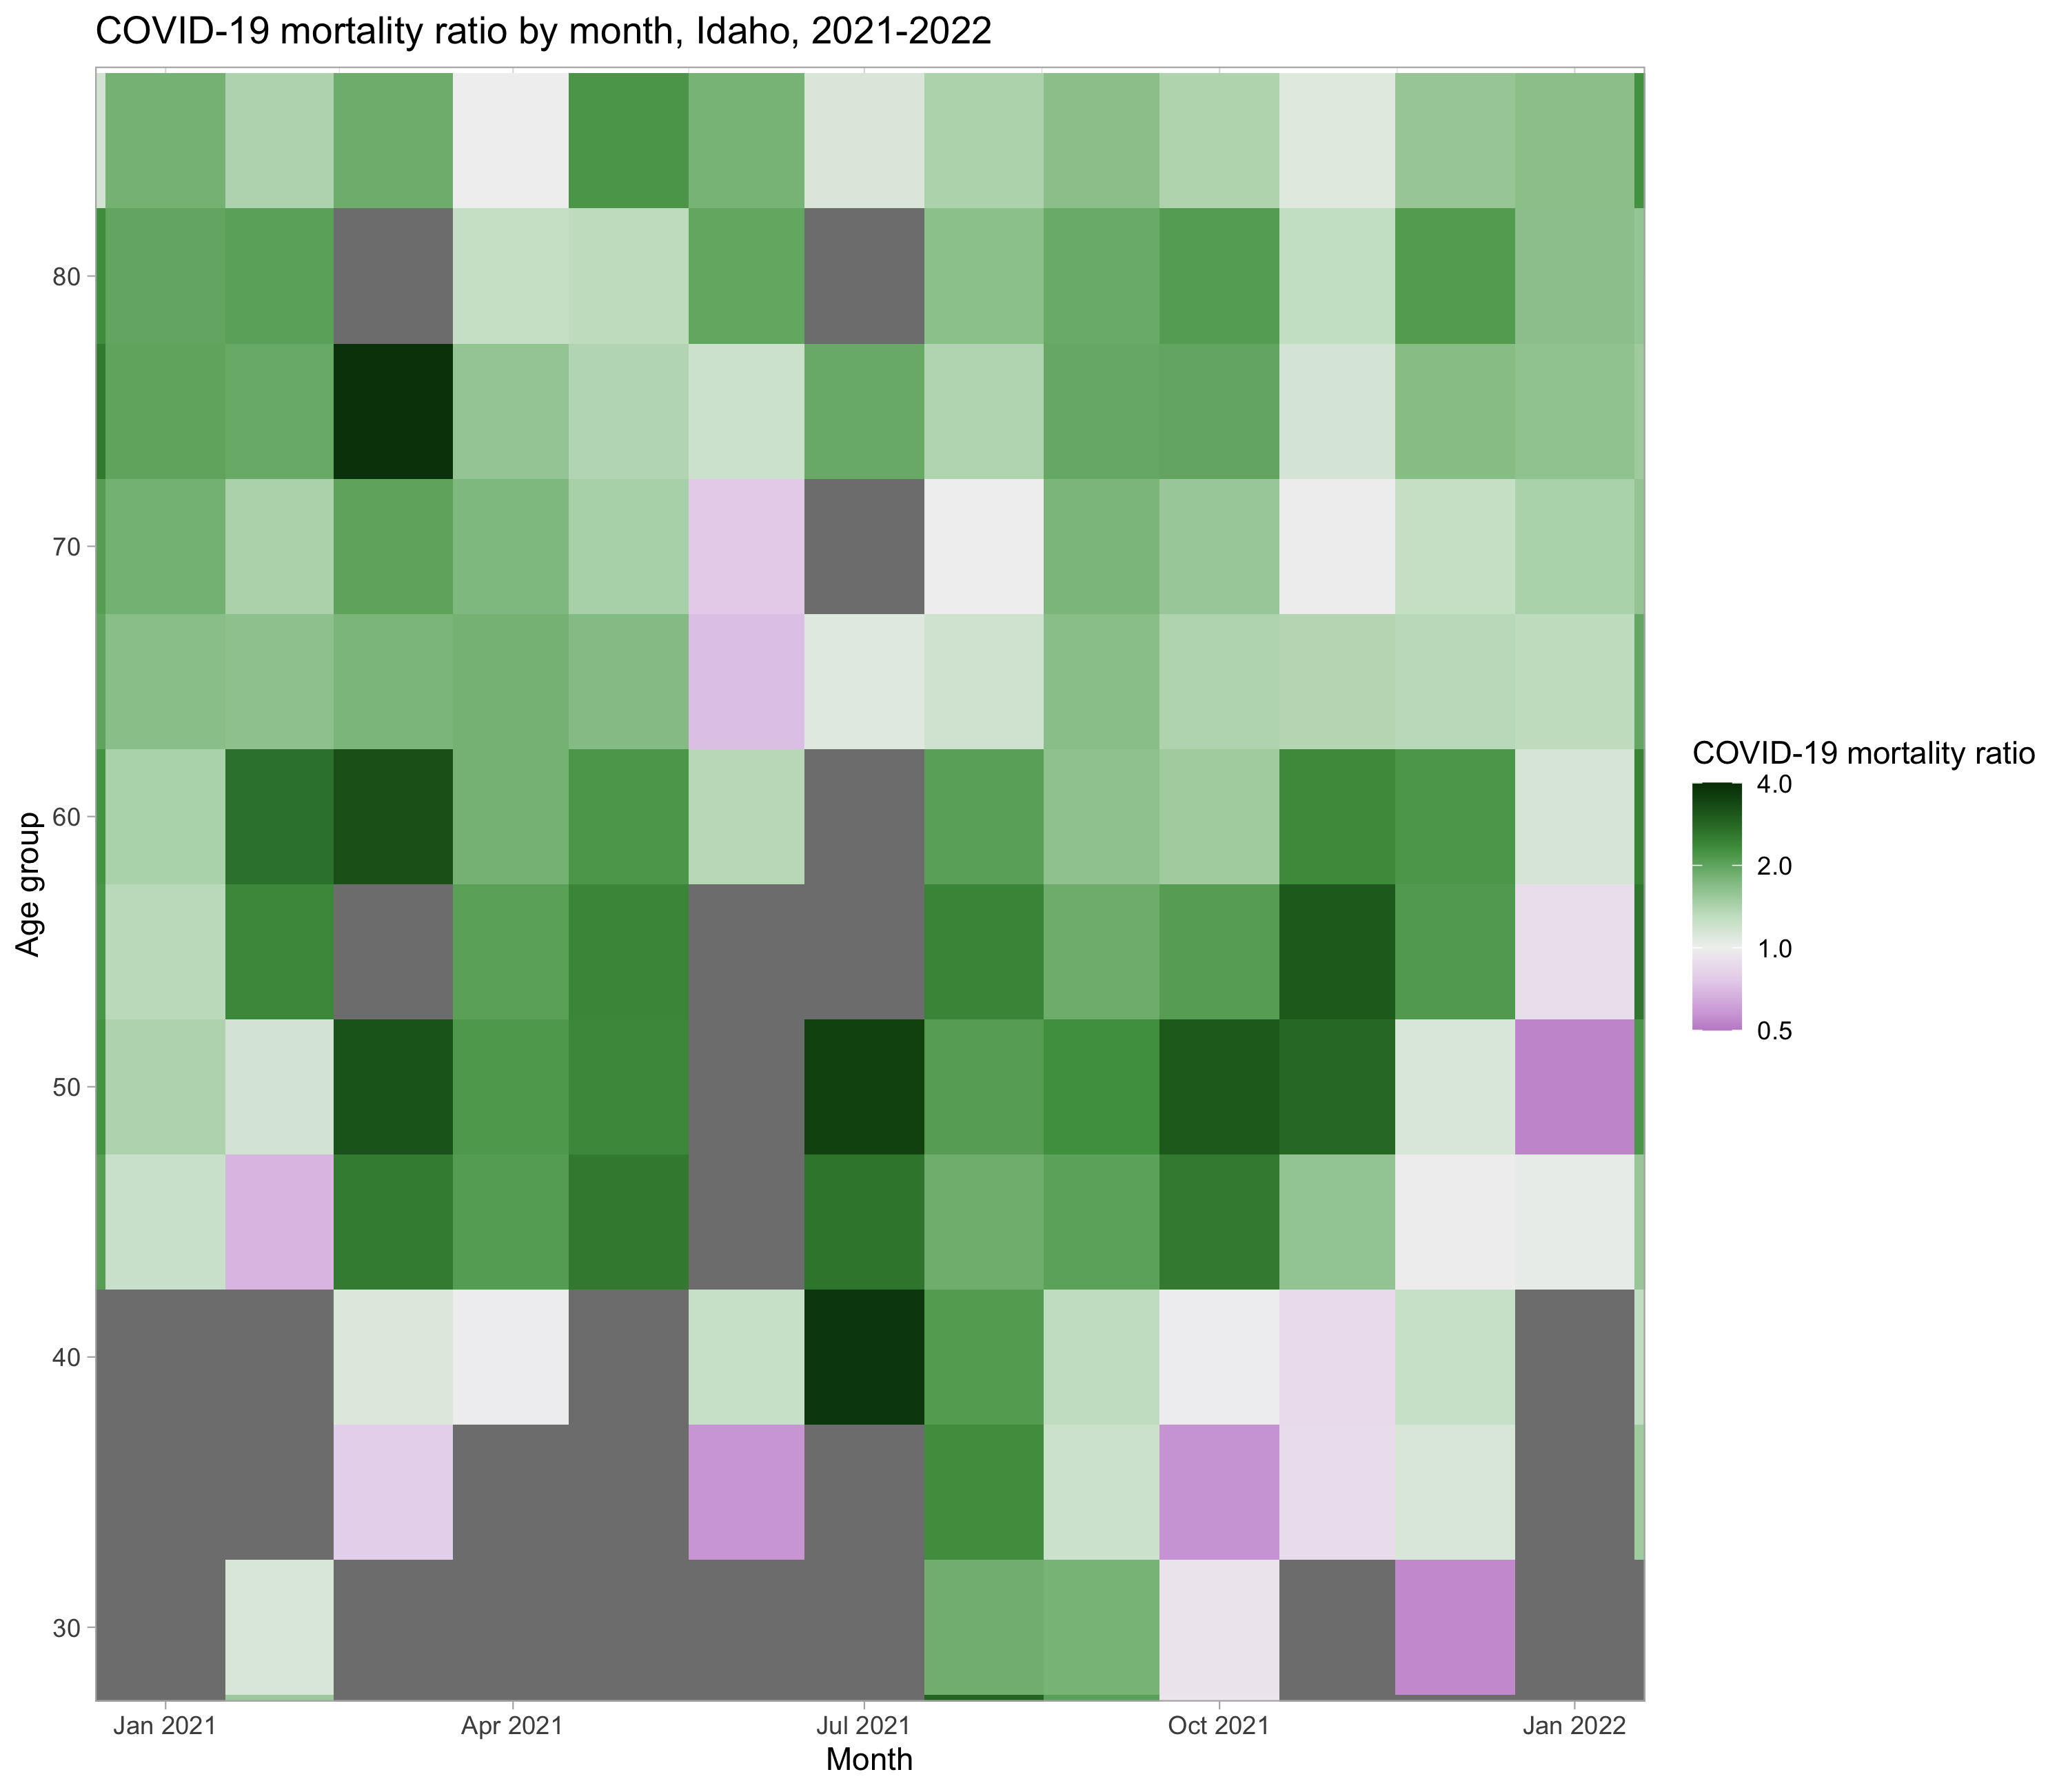 COVID-19 mortality ratio by month, Idaho, 2021-2022
80
70
60
50
40
30
Age group
Jan 2021
Apr 2021
Jul 2021
Oct 2021
Jan 2022
Month
COVID-19 mortality ratio
4.0
2.0
1.0
0.5